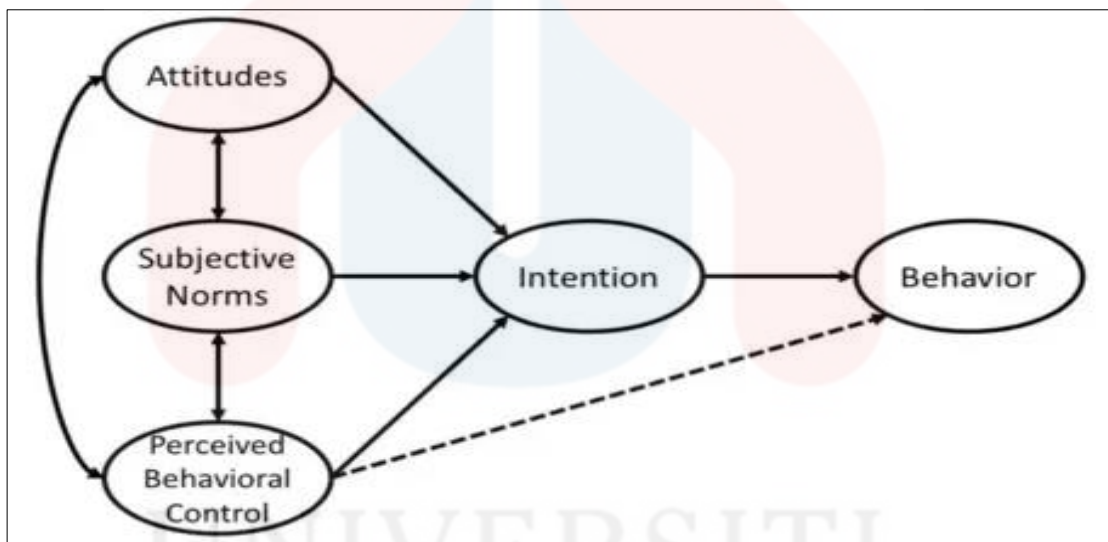 Attitudes
Subjective
Norms
Intention
Behavior
Perceived
Behavioral
Control
UNIVERSITI